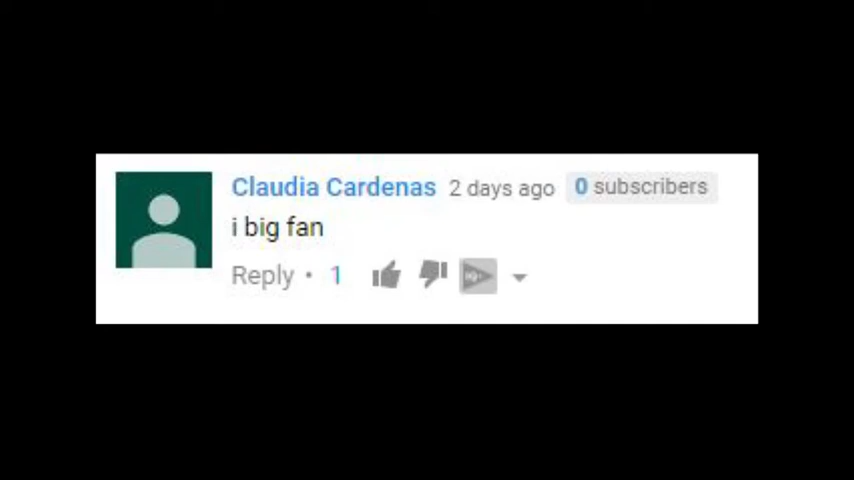 Claudia Cardenas 2 days ago 0 subscribers
i big fan
Reply • 1